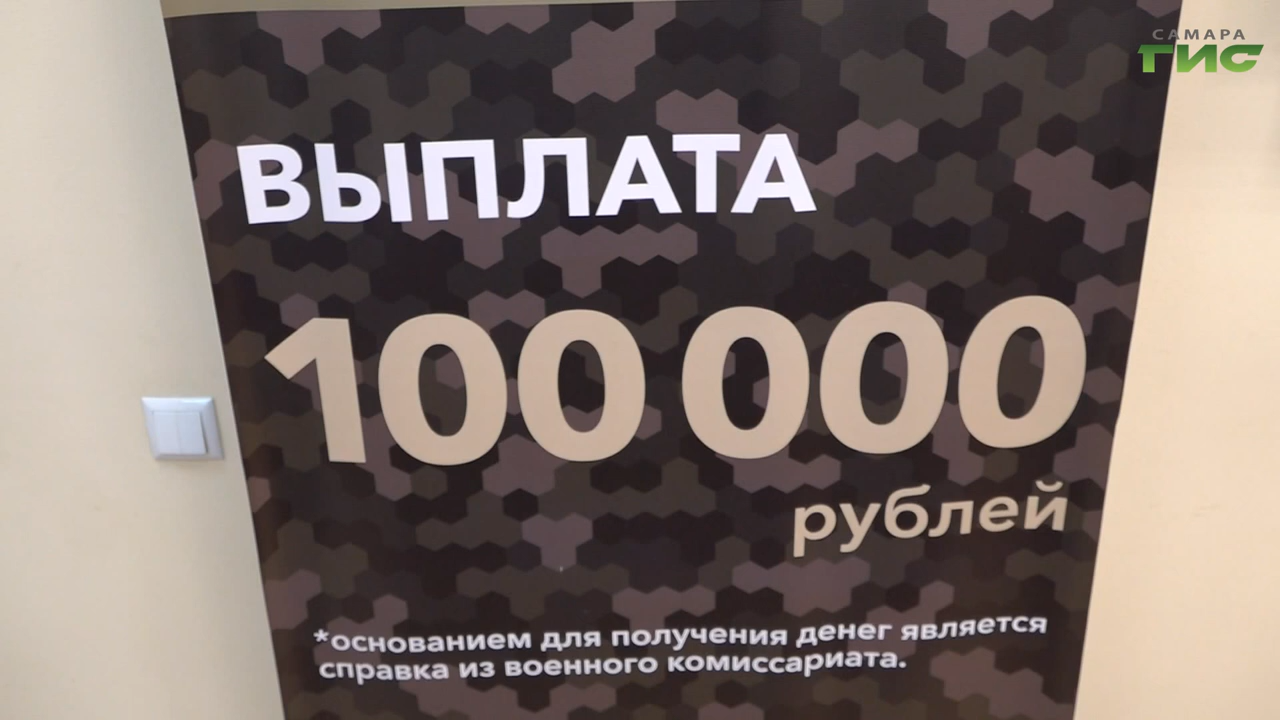 САМАРА
ГИС
ВЫПЛАТА
100 000
рублей
*основанием для получения денег является
справка из военного комиссариата.